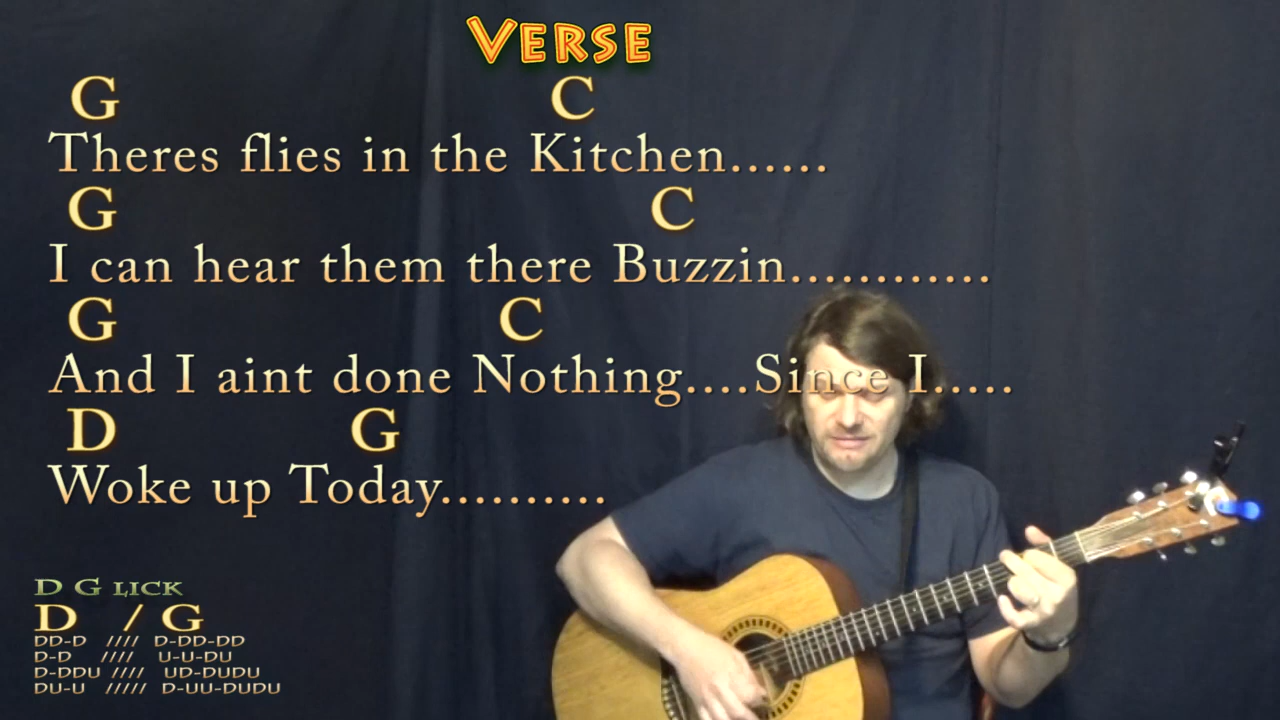 VERSE
G C
Theres flies in the Kitchen......
G C
I can hear them there Buzzin............
G C
And I aint done Nothing....Since I.....
D G
Woke up Today..........
D G LICK
D / G
DD-D //// D-DD-DD
D-D //// U-U-DU
D-DDU //// UD-DUDU
DU-U ///// D-UU-DUDU